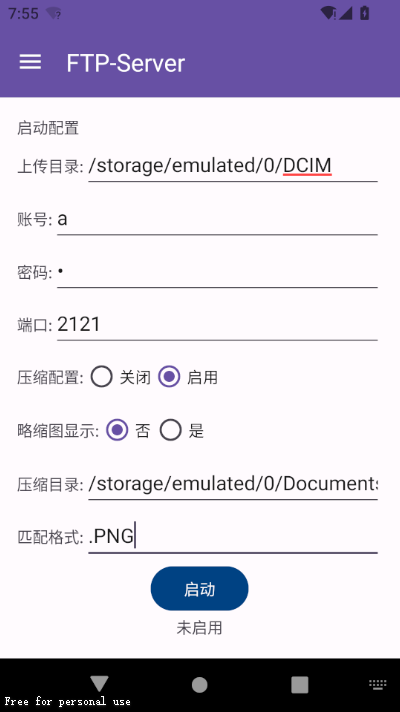 7:55
FTP-Server
启动配置
上传目录: /storage/emulated/0/DCIM
账号: a
密码: •
端口: 2121
压缩配置: 关闭 启用
略缩图显示: 否 是
压缩目录: /storage/emulated/0/Documents
匹配格式: .PNG
启动
未启用
Free for personal use